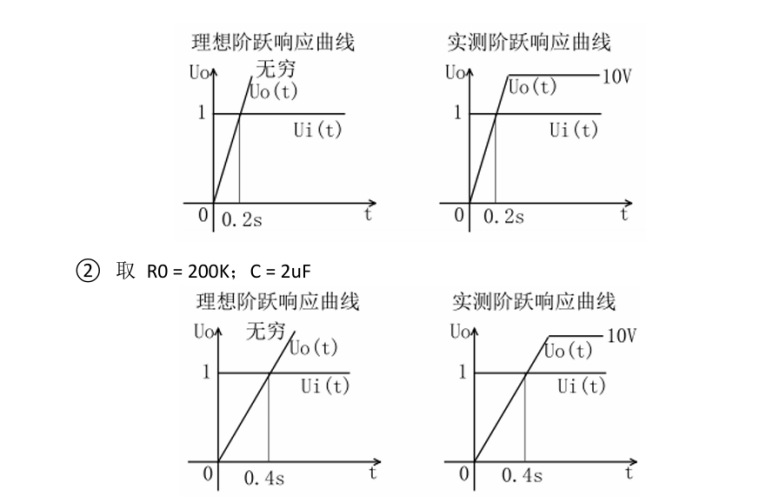 理想阶跃响应曲线
Uo
无穷
Uo(t)
1
Ui(t)
0
0.2s
t
实测阶跃响应曲线
Uo
10V
Uo(t)
1
Ui(t)
0
0.2s
t
② 取 R0 = 200K；C = 2uF
理想阶跃响应曲线
Uo
无穷
Uo(t)
1
Ui(t)
0
0.4s
t
实测阶跃响应曲线
Uo
10V
Uo(t)
1
Ui(t)
0
0.4s
t